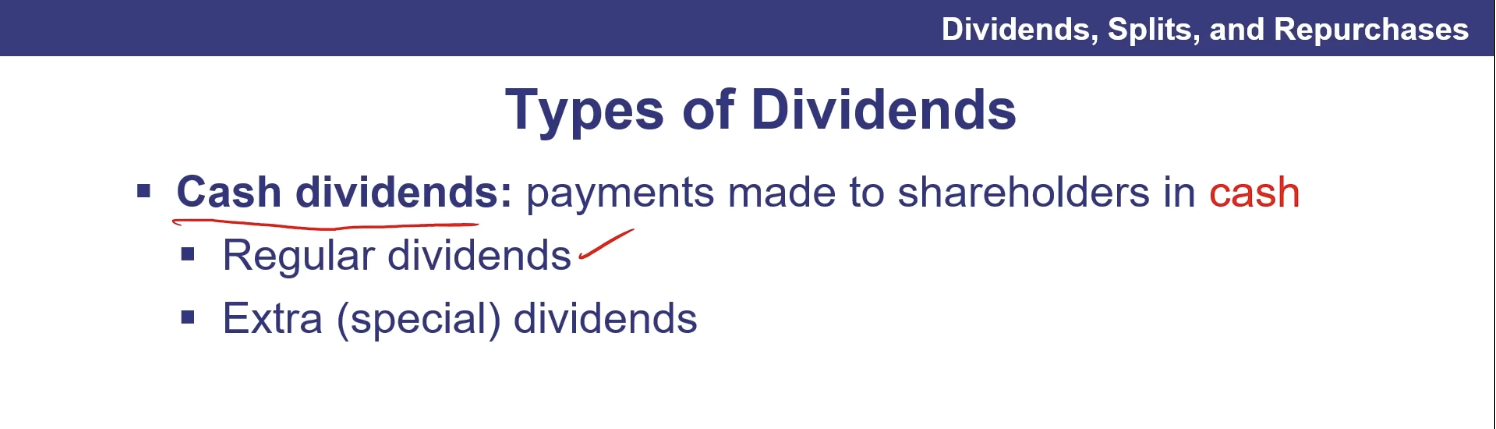 Dividends, Splits, and Repurchases
Types of Dividends
▪ Cash dividends: payments made to shareholders in cash
▪ Regular dividends
▪ Extra (special) dividends